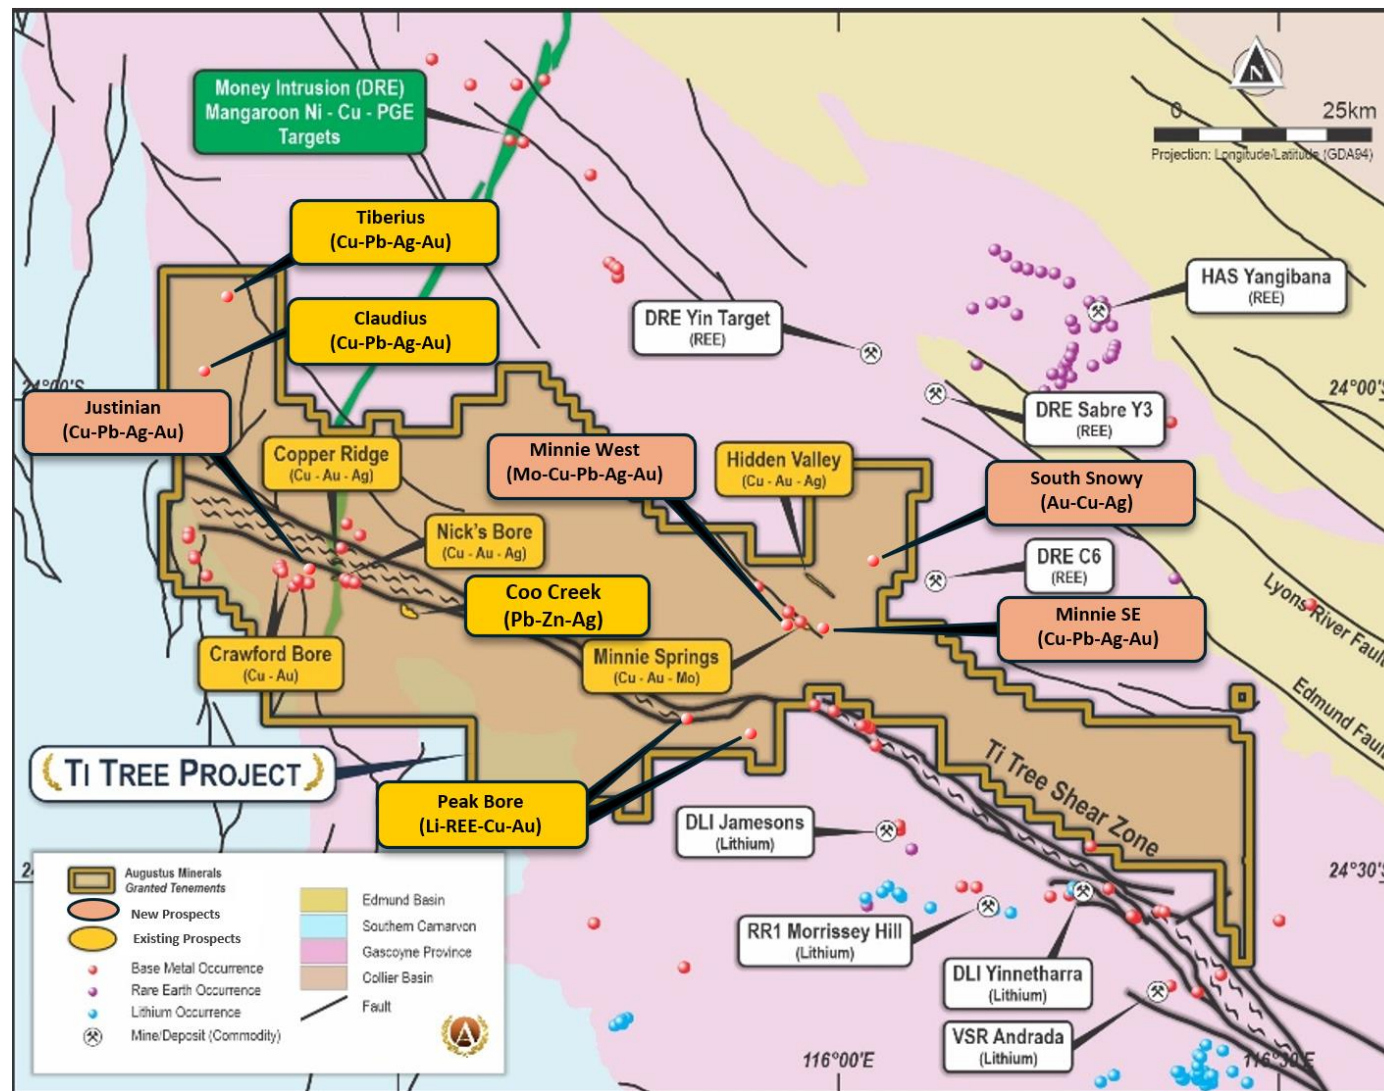 Money Intrusion (DRE)
Mangaroon Ni - Cu - PGE
Targets
N
0 25km
Projection: Longitude/Latitude (GDA94)
Tiberius
(Cu-Pb-Ag-Au)
HAS Yangibana
(REE)
DRE Yin Target
(REE)
Claudius
(Cu-Pb-Ag-Au)
24°00'S
24°00'S
Justinian
(Cu-Pb-Ag-Au)
DRE Sabre Y3
(REE)
Copper Ridge
(Cu - Au - Ag)
Minnie West
(Mo-Cu-Pb-Ag-Au)
Hidden Valley
(Cu - Au - Ag)
South Snowy
(Au-Cu-Ag)
Nick's Bore
(Cu - Au - Ag)
DRE C6
(REE)
Coo Creek
(Pb-Zn-Ag)
Lyons River Fault
Minnie SE
(Cu-Pb-Ag-Au)
Crawford Bore
(Cu - Au)
Minnie Springs
(Cu - Au - Mo)
Edmund Fault
TI TREE PROJECT
Ti Tree Shear Zone
Peak Bore
(Li-REE-Cu-Au)
DLI Jamesons
(Lithium)
24°30'S
RR1 Morrissey Hill
(Lithium)
DLI Yinnetharra
(Lithium)
VSR Andrada
(Lithium)
116°00'E
116°30'E
Augustus Minerals
Granted Tenements
New Prospects
Existing Prospects
Base Metal Occurrence
Rare Earth Occurrence
Lithium Occurrence
Mine/Deposit (Commodity)
Edmund Basin
Southern Carnarvon
Gascoyne Province
Collier Basin
Fault
A